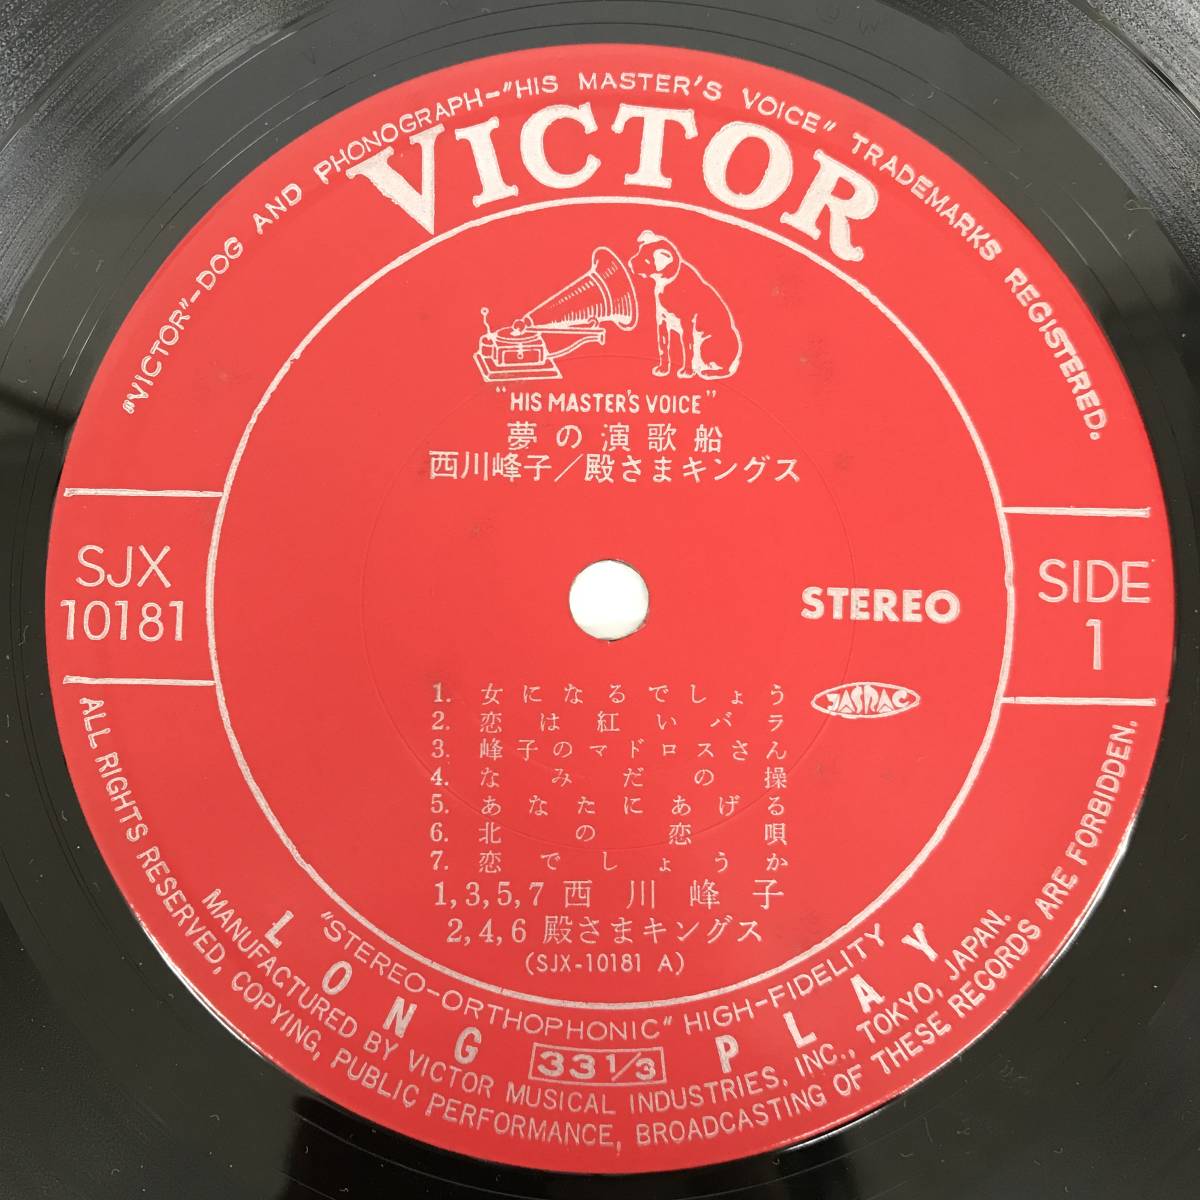 "VICTOR"-DOG AND PHONOGRAPH-"HIS MASTER'S VOICE" TRADEMARKS REGISTERED.
VICTOR
"HIS MASTER'S VOICE"
夢の演歌船
西川峰子/殿さまキングス
SJX
10181
SIDE
1
STEREO
JASRAC
1. 女になるでしょう
2. 恋は紅いバラ
3. 峰子のマドロスさん
4. なみだの操
5. あなたにあげる
6. 北の恋唄
7. 恋でしょうか
1,3,5,7 西川峰子
2,4,6 殿さまキングス
(SJX-10181 A)
"STEREO-ORTHOPHONIC" HIGH-FIDELITY
LONG PLAY
33 1/3
MANUFACTURED BY VICTOR MUSICAL INDUSTRIES, INC., TOKYO, JAPAN.
ALL RIGHTS RESERVED, COPYING, PUBLIC PERFORMANCE, BROADCASTING OF THESE RECORDS ARE FORBIDDEN.